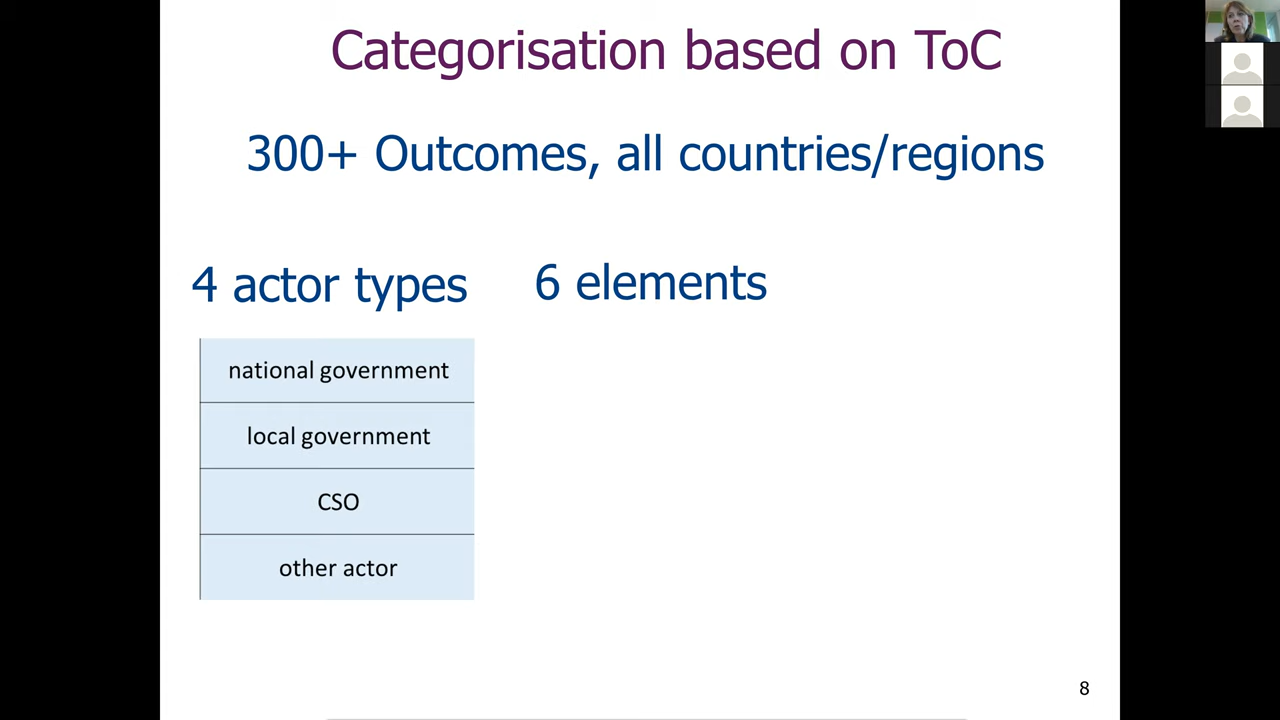 Categorisation based on ToC
300+ Outcomes, all countries/regions
4 actor types
6 elements
national government
local government
CSO
other actor
8